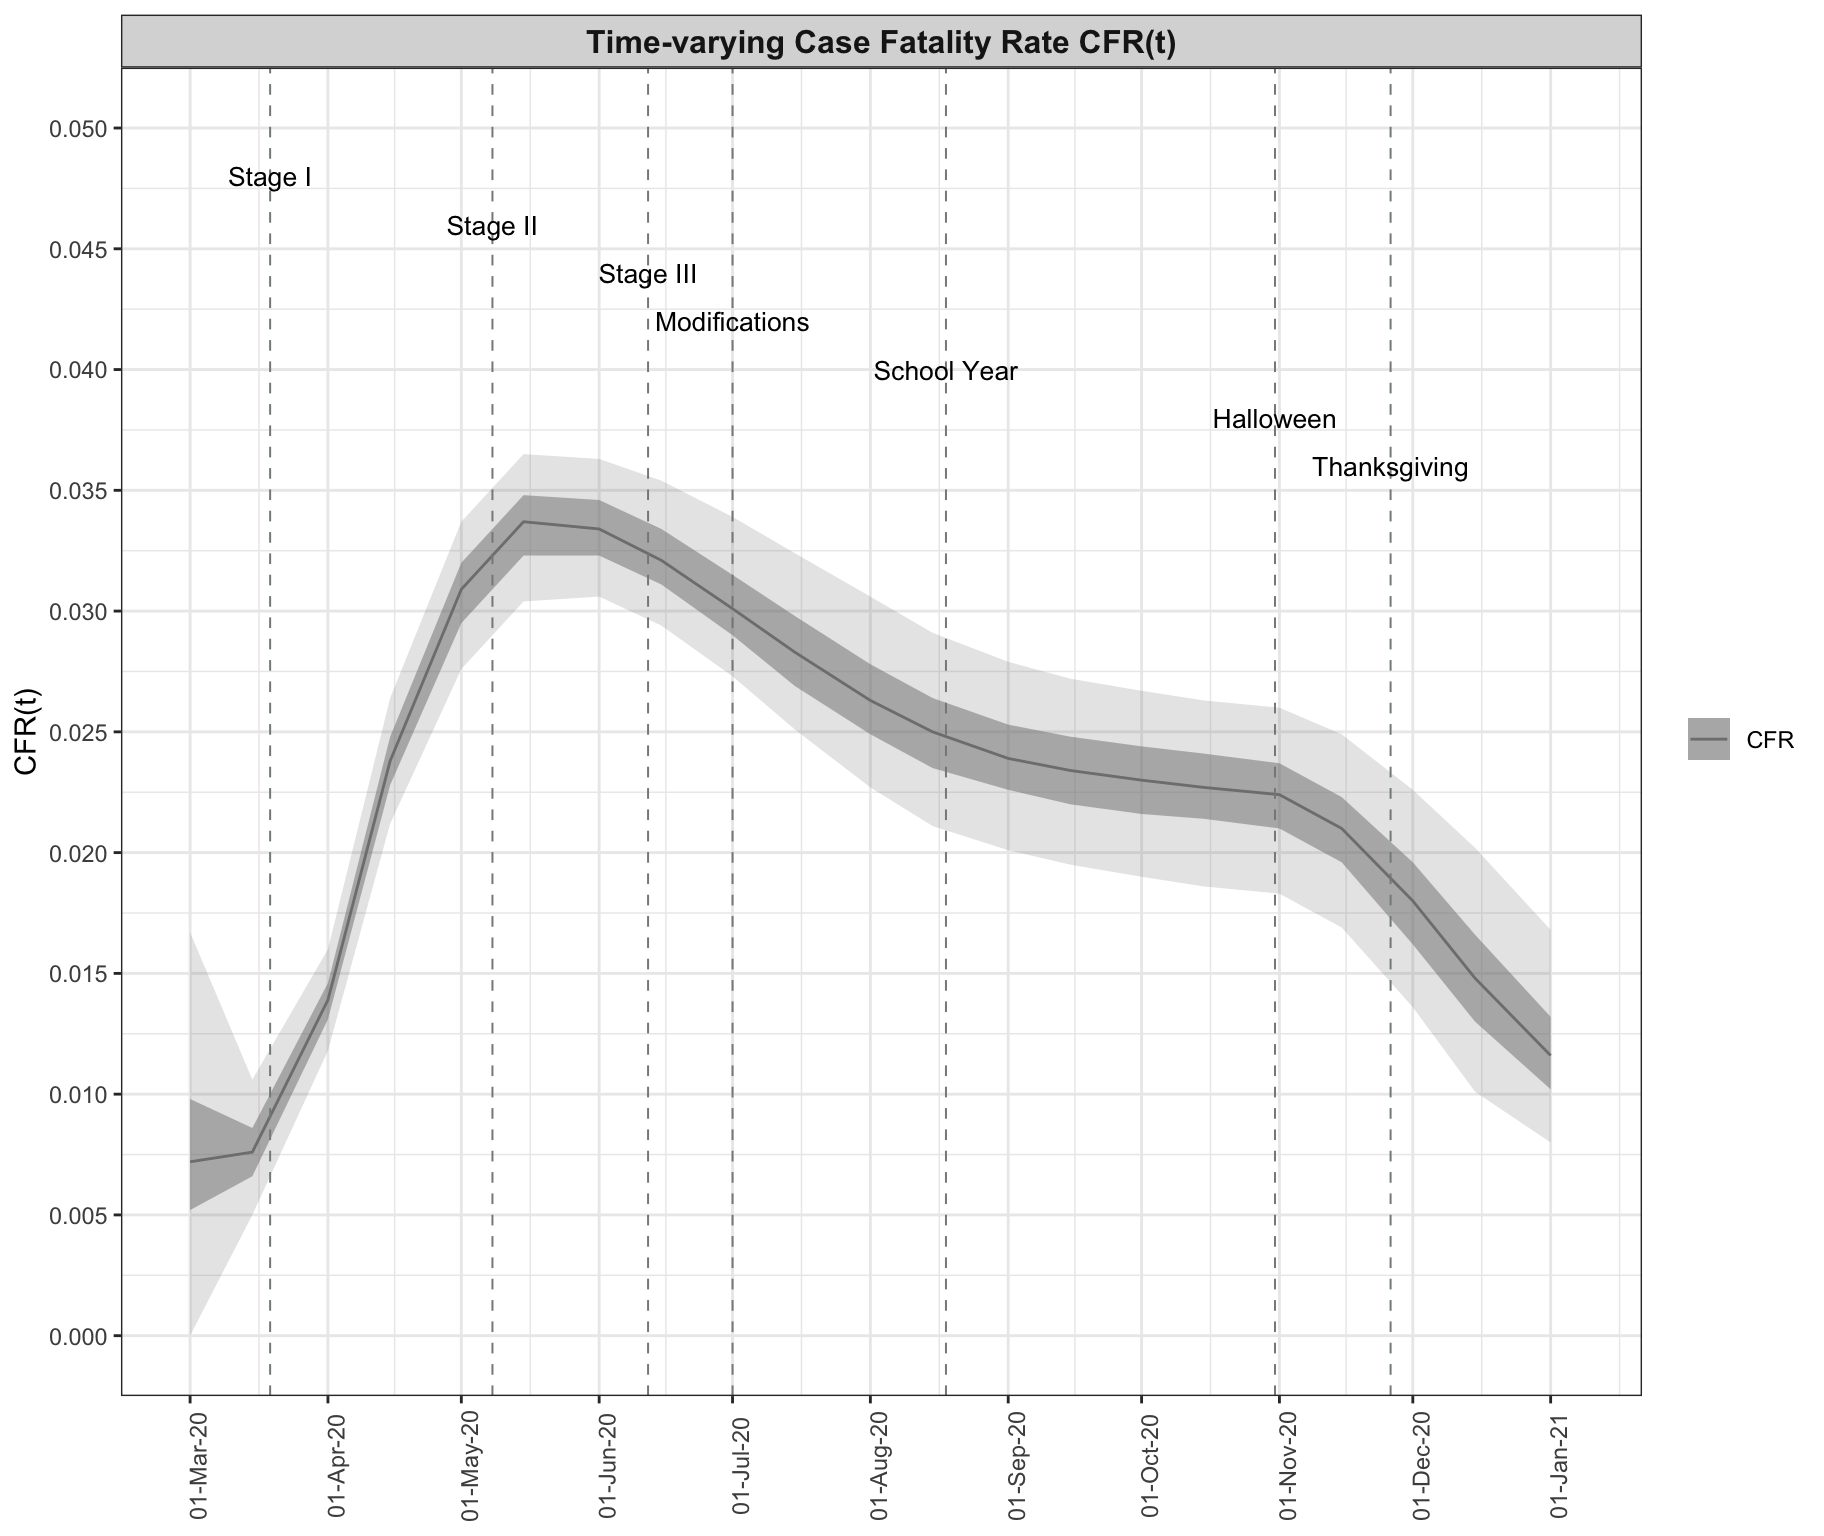 Time-varying Case Fatality Rate CFR(t)
0.050
Stage I
Stage II
0.045
Stage III
Modifications
0.040
School Year
Halloween
Thanksgiving
0.035
0.030
0.025
CFR(t)
CFR
0.020
0.015
0.010
0.005
0.000
01-Mar-20
01-Apr-20
01-May-20
01-Jun-20
01-Jul-20
01-Aug-20
01-Sep-20
01-Oct-20
01-Nov-20
01-Dec-20
01-Jan-21